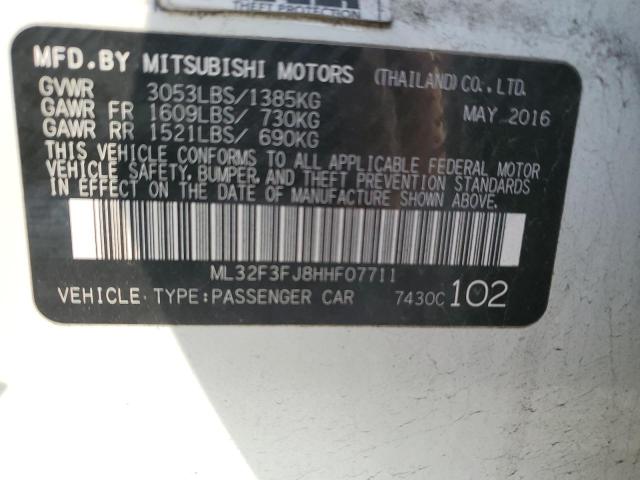 THEFT PROTECTION
MFD.BY MITSUBISHI MOTORS (THAILAND) CO., LTD.
GVWR 3053LBS/1385KG MAY 2016
GAWR FR 1609LBS/ 730KG
GAWR RR 1521LBS/ 690KG
THIS VEHICLE CONFORMS TO ALL APPLICABLE FEDERAL MOTOR
VEHICLE SAFETY, BUMPER, AND THEFT PREVENTION STANDARDS
IN EFFECT ON THE DATE OF MANUFACTURE SHOWN ABOVE.
ML32F3FJ8HHF07711
VEHICLE TYPE:PASSENGER CAR 7430C 102